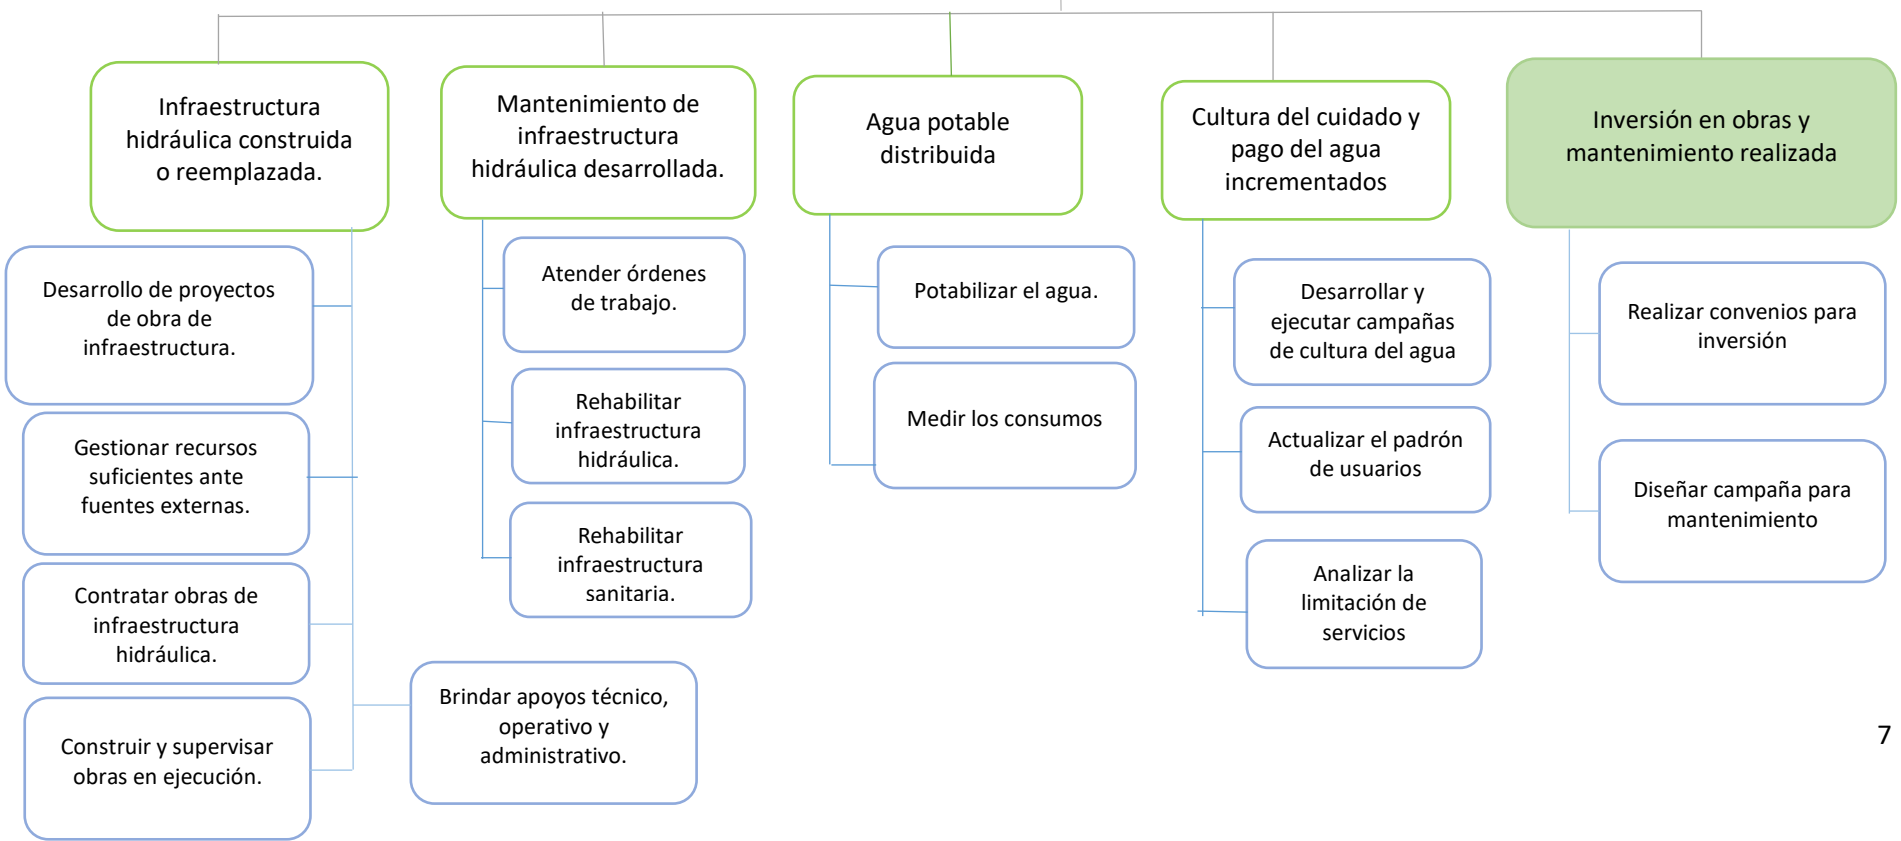 Infraestructura
hidráulica construida
o reemplazada.
Mantenimiento de
infraestructura
hidráulica desarrollada.
Agua potable
distribuida
Cultura del cuidado y
pago del agua
incrementados
Inversión en obras y
mantenimiento realizada
Desarrollo de proyectos
de obra de
infraestructura.
Gestionar recursos
suficientes ante
fuentes externas.
Contratar obras de
infraestructura
hidráulica.
Construir y supervisar
obras en ejecución.
Brindar apoyos técnico,
operativo y
administrativo.
Atender órdenes
de trabajo.
Rehabilitar
infraestructura
hidráulica.
Rehabilitar
infraestructura
sanitaria.
Potabilizar el agua.
Medir los consumos
Desarrollar y
ejecutar campañas
de cultura del agua
Actualizar el padrón
de usuarios
Analizar la
limitación de
servicios
Realizar convenios para
inversión
Diseñar campaña para
mantenimiento
7